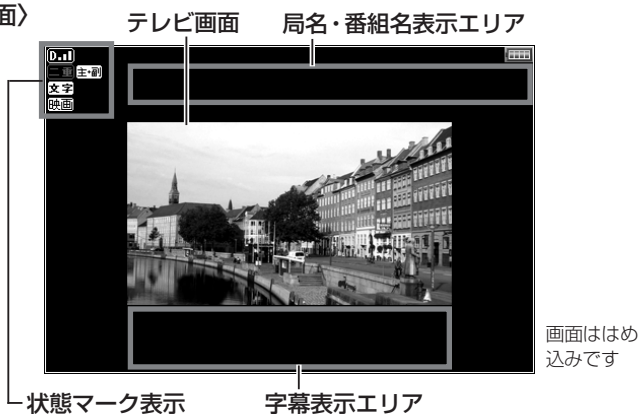 面〉
テレビ画面
局名・番組名表示エリア
D.
二重 主・副
文字
映画
画面ははめ
込みです
状態マーク表示
字幕表示エリア